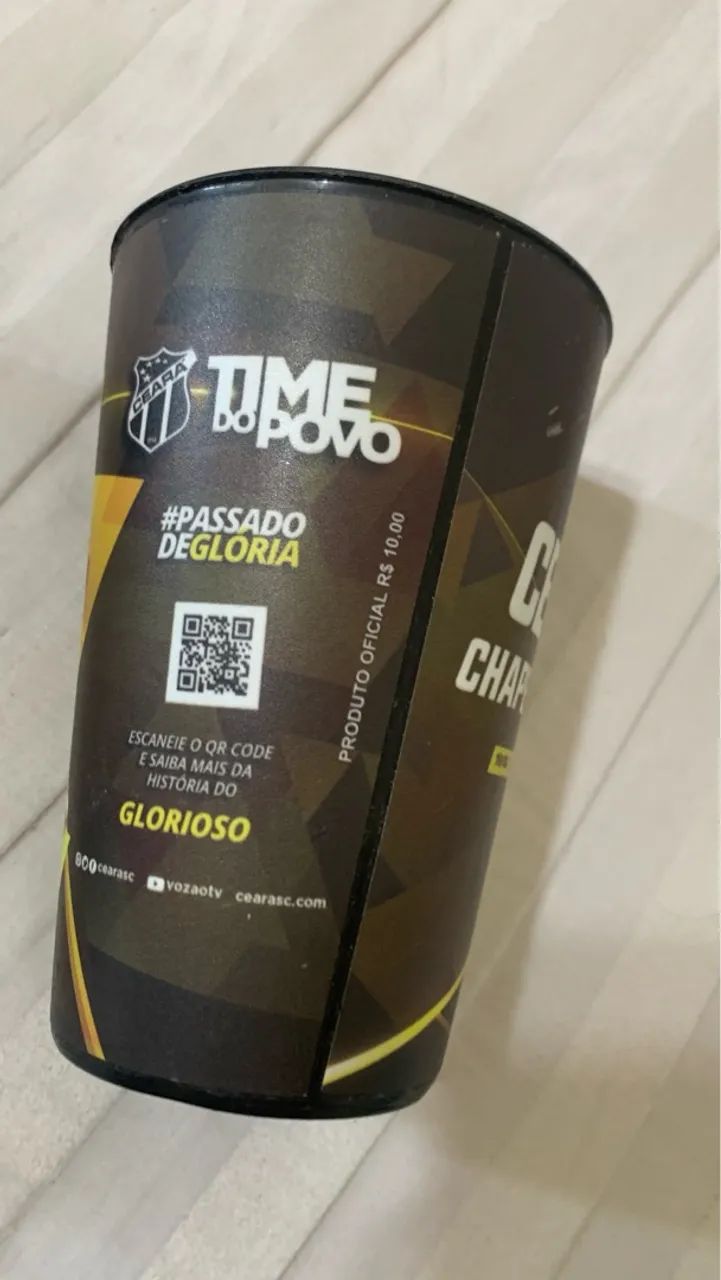 CEARÁ
TIME
DO POVO
#PASSADO
DEGLÓRIA
PRODUTO OFICIAL R$ 10,00
ESCANEIE O QR CODE
E SAIBA MAIS DA
HISTÓRIA DO
GLORIOSO
cearasc vozaotv cearasc.com
CE
CHAP